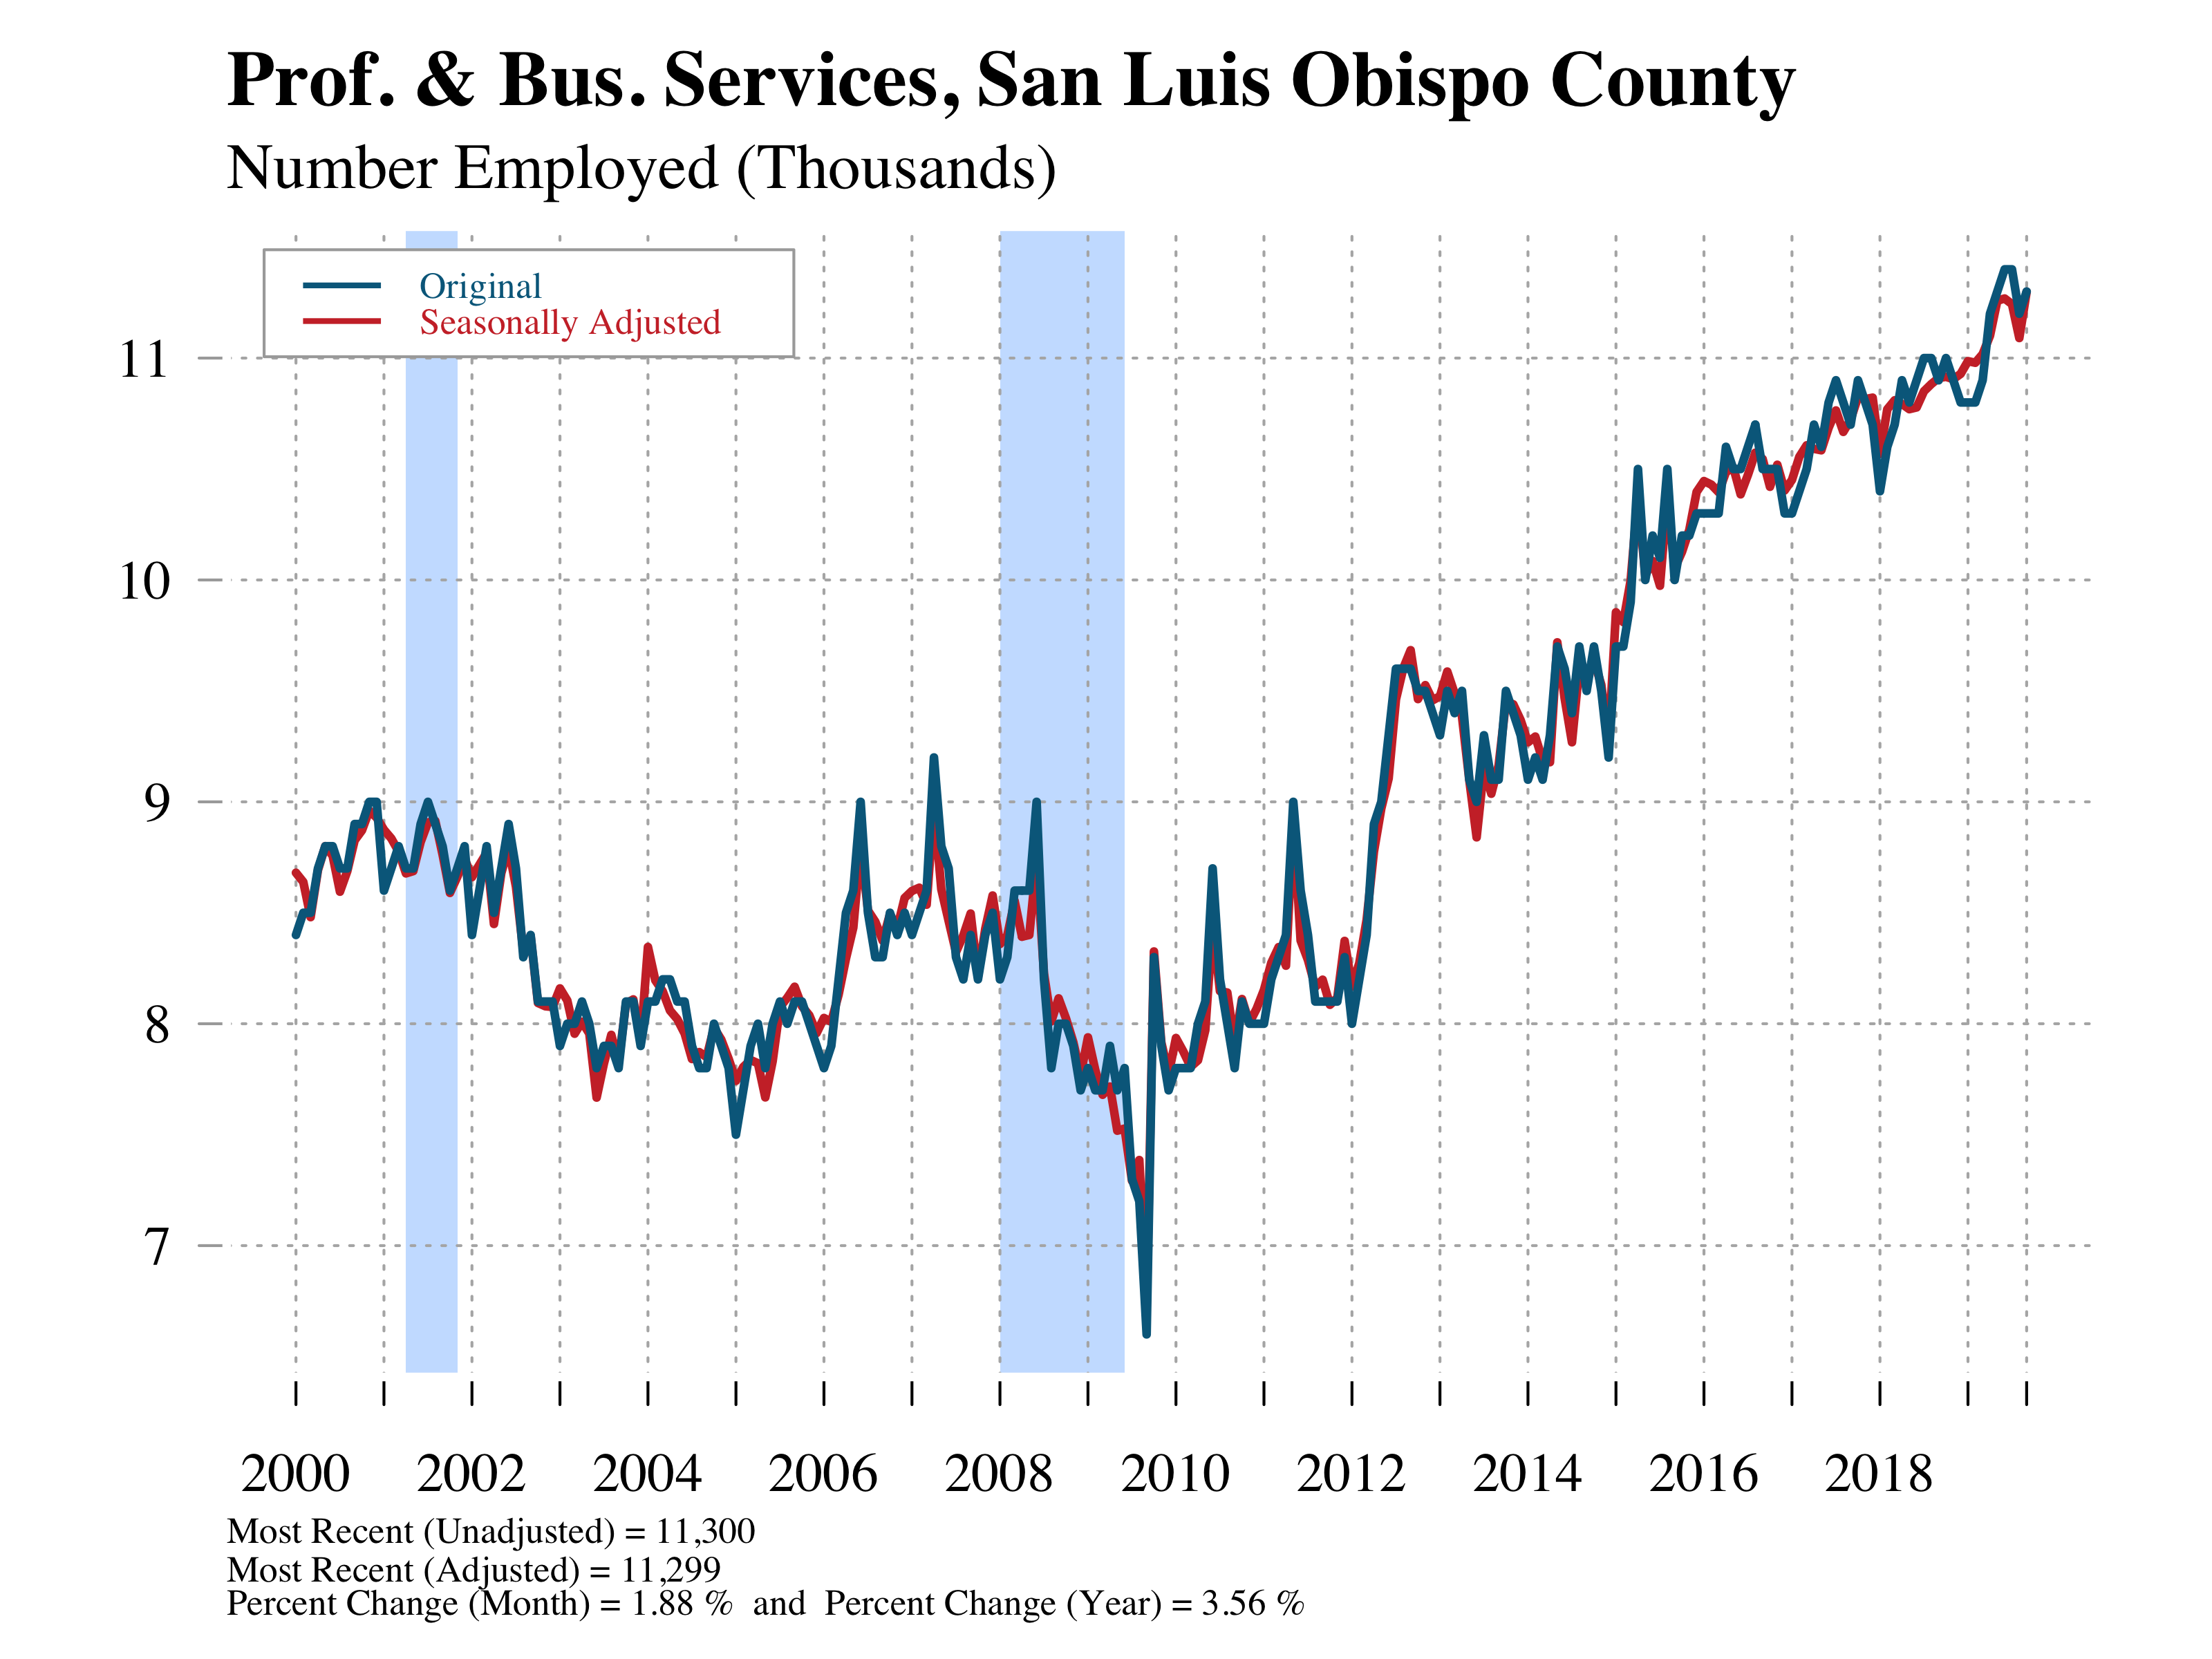 Prof. & Bus. Services, San Luis Obispo County
Number Employed (Thousands)
Original
Seasonally Adjusted
11
10
9
8
7
2000 2002 2004 2006 2008 2010 2012 2014 2016 2018
Most Recent (Unadjusted) = 11,300
Most Recent (Adjusted) = 11,299
Percent Change (Month) = 1.88 % and Percent Change (Year) = 3.56 %